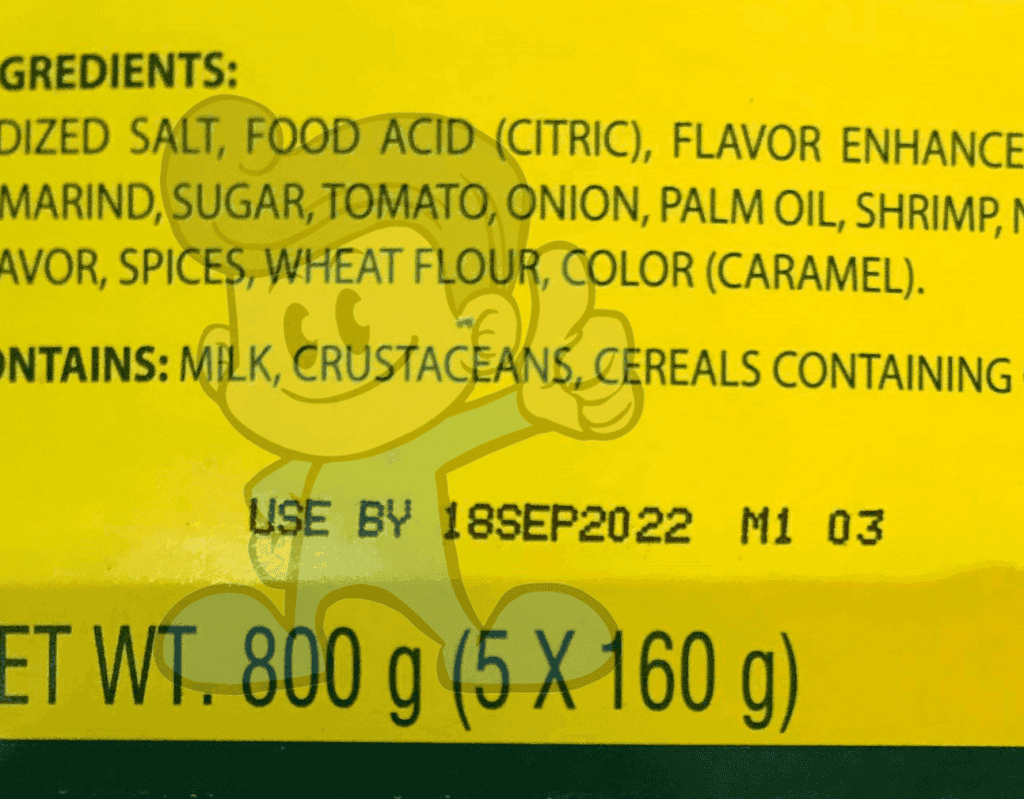 GREDIENTS:
DIZED SALT, FOOD ACID (CITRIC), FLAVOR ENHANCE
MARIND, SUGAR, TOMATO, ONION, PALM OIL, SHRIMP, N
AVOR, SPICES, WHEAT FLOUR, COLOR (CARAMEL).
ONTAINS: MILK, CRUSTACEANS, CEREALS CONTAINING
USE BY 18SEP2022 M1 03
ET WT. 800 g (5 X 160 g)